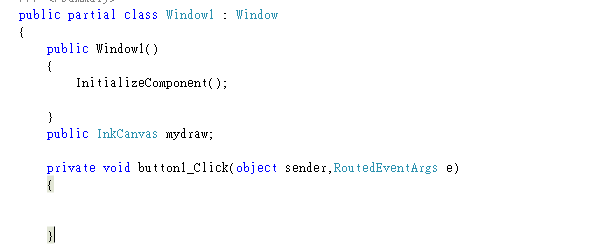 public partial class Window1 : Window
{
public Window1()
{
InitializeComponent();
}
public InkCanvas mydraw;
private void button1_Click(object sender,RoutedEventArgs e)
{
}